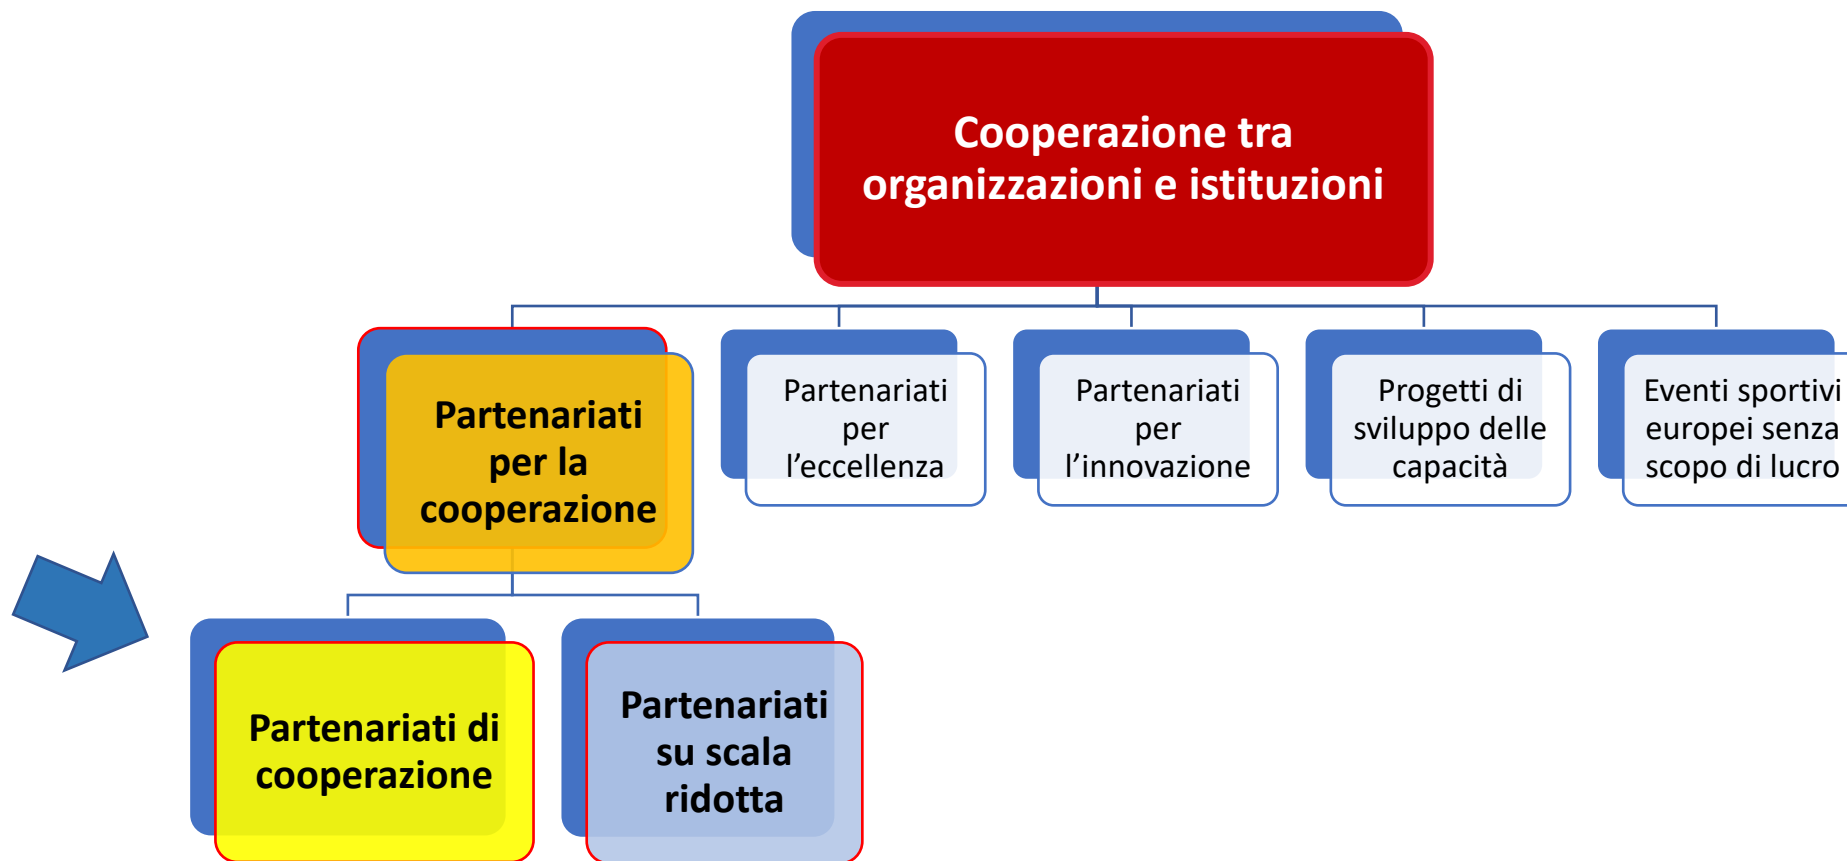 Cooperazione tra
organizzazioni e istituzioni
Partenariati
per la
cooperazione
Partenariati
per
l’eccellenza
Partenariati
per
l’innovazione
Progetti di
sviluppo delle
capacità
Eventi sportivi
europei senza
scopo di lucro
Partenariati di
cooperazione
Partenariati
su scala
ridotta